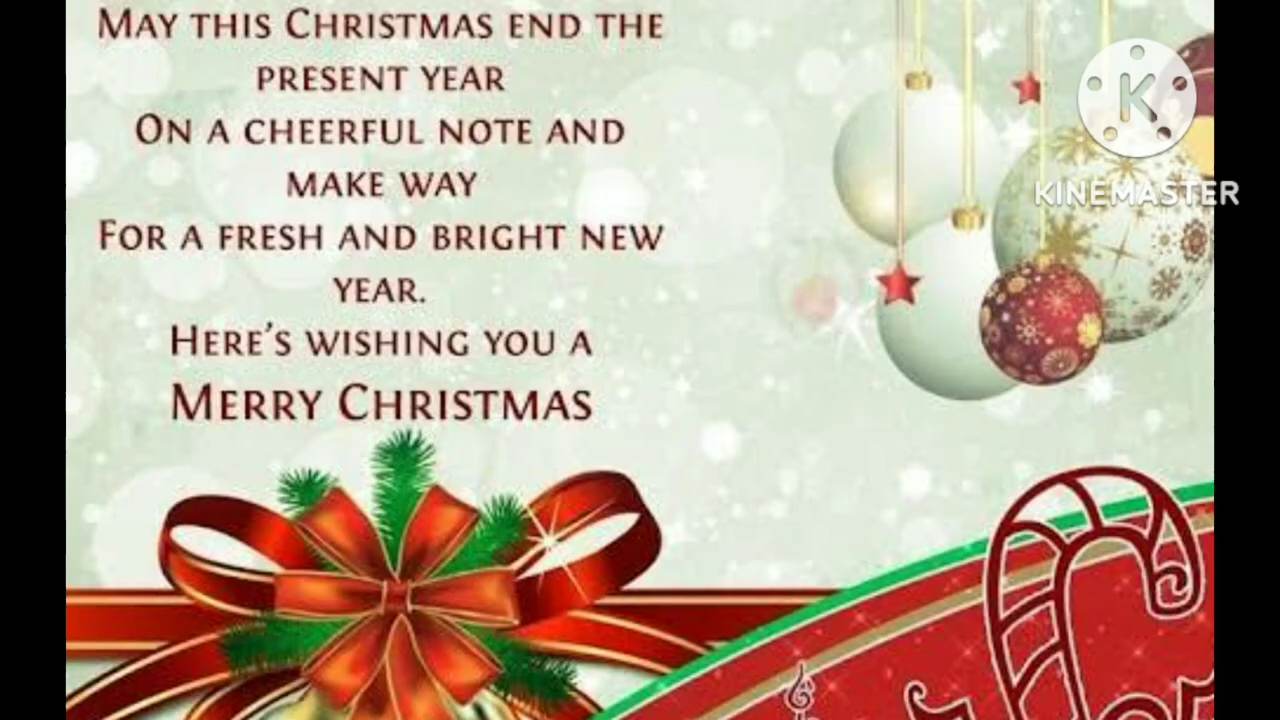 May this Christmas end the
present year
On a cheerful note and
make way
For a fresh and bright new
year.
Here's wishing you a
Merry Christmas
K
KINEMASTER